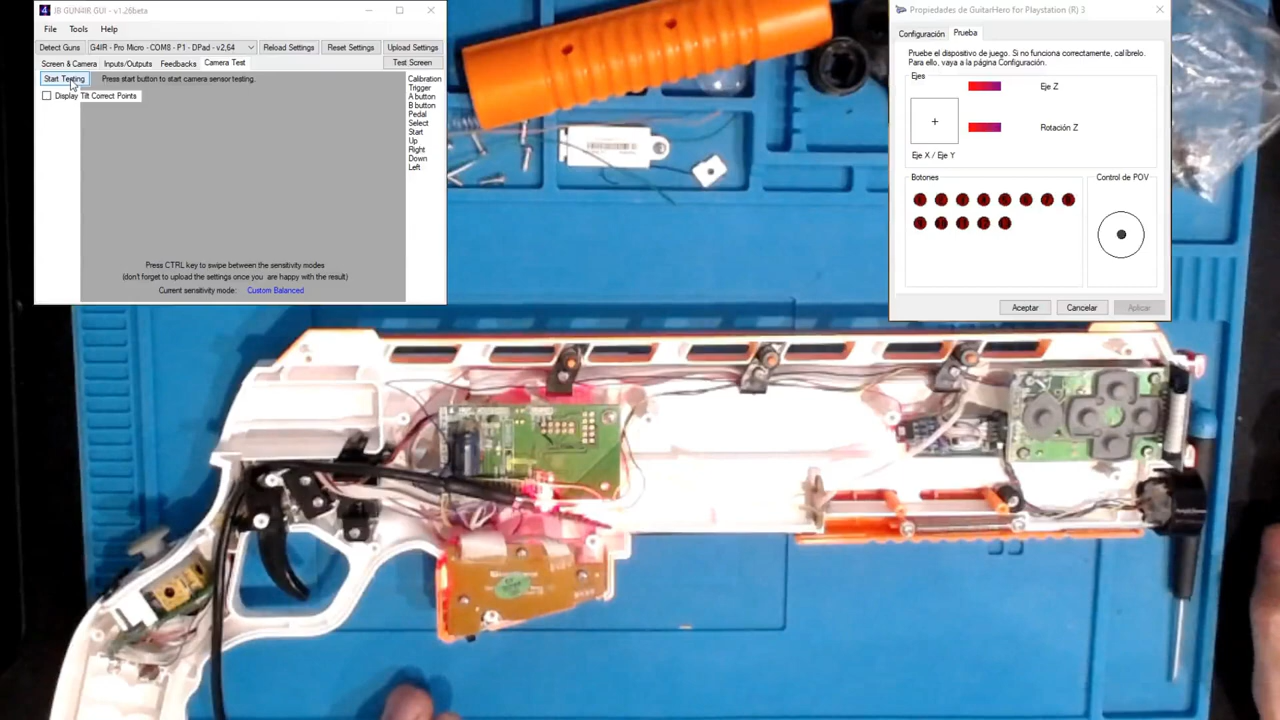 IB GUN4IR GUI - v1.26beta
File Tools Help
Detect Guns G4IR - Pro Micro - COM8 - P1 - DPad - v2,64 Reload Settings Reset Settings Upload Settings
Screen & Camera Inputs/Outputs Feedbacks Camera Test Test Screen
Start Testing Press start button to start camera sensor testing.
Display Tilt Correct Points
Calibration
Trigger
A button
B button
Pedal
Select
Start
Up
Right
Down
Left
Press CTRL key to swipe between the sensitivity modes
(don't forget to upload the settings once you are happy with the result)
Current sensitivity mode: Custom Balanced
Propiedades de GuitarHero for Playstation (R) 3
Configuración Prueba
Pruebe el dispositivo de juego. Si no funciona correctamente, calíbrelo.
Para ello, vaya a la página Configuración.
Ejes
Eje Z
Rotación Z
Eje X / Eje Y
Botones
Control de POV
Aceptar Cancelar Aplicar